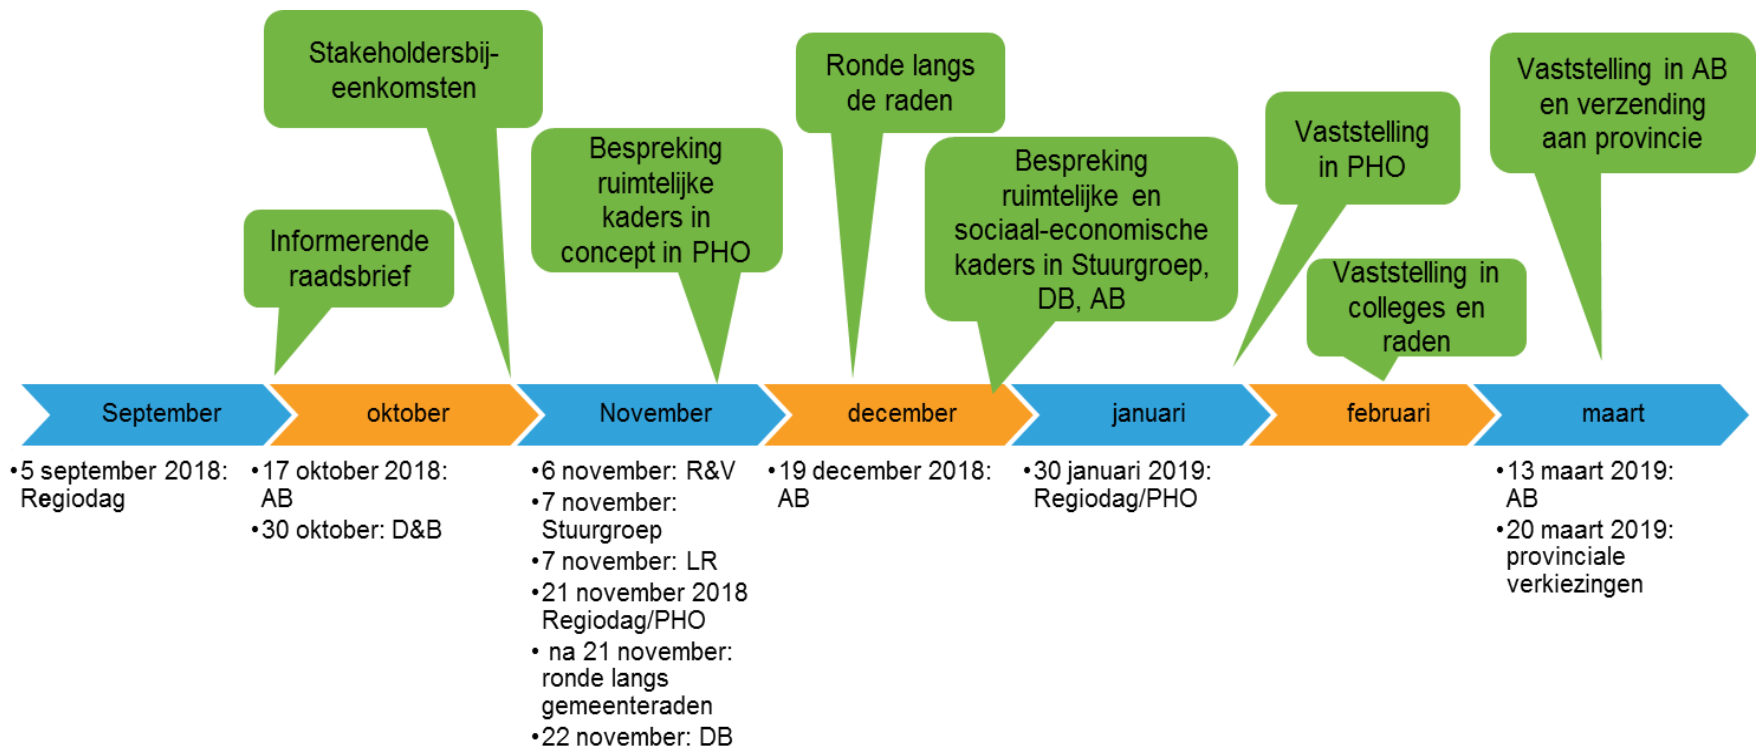 Stakeholdersbij-
eenkomsten
Ronde langs
de raden
Vaststelling in AB
en verzending
aan provincie
Bespreking
ruimtelijke
kaders in
concept in PHO
Bespreking
ruimtelijke en
sociaal-economische
kaders in Stuurgroep,
DB, AB
Vaststelling
in PHO
Informerende
raadsbrief
Vaststelling in
colleges en
raden
September
oktober
November
december
januari
februari
maart
•5 september 2018:
Regiodag
•17 oktober 2018:
AB
•30 oktober: D&B
•6 november: R&V
•7 november:
Stuurgroep
•7 november: LR
•21 november 2018
Regiodag/PHO
• na 21 november:
ronde langs
gemeenteraden
•22 november: DB
•19 december 2018:
AB
•30 januari 2019:
Regiodag/PHO
•13 maart 2019:
AB
•20 maart 2019:
provinciale
verkiezingen